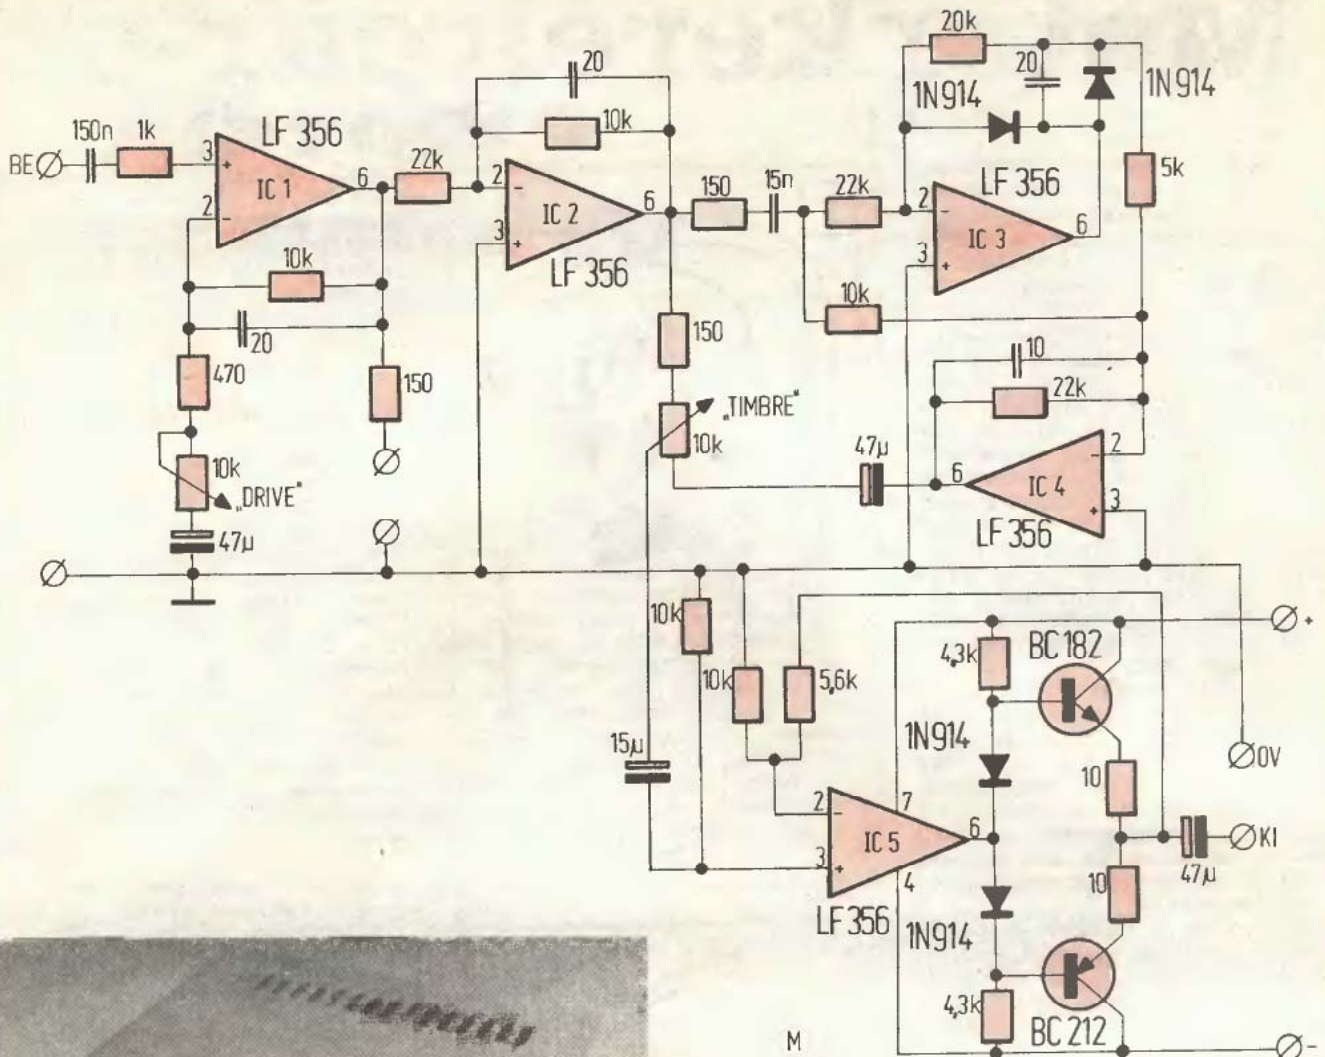 20k
20
20
1N914
1N914
150n
1k
LF 356
10k
BE
3
+
IC 1
6
22k
2
-
LF 356
5k
2
-
IC 2
6
150
15n
22k
2
-
IC 3
6
3
+
3
+
10k
LF 356
10k
20
10
470
150
150
22k
„TIMBRE"
10k
10k
„DRIVE"
47µ
6
IC 4
2
-
3
+
47µ
LF 356
10k
+
4,3k
BC 182
10k
5,6k
1N914
15µ
0V
10
2
-
7
IC 5
6
KI
3
+
4
47µ
10
LF 356
1N914
4,3k
BC 212
M
-